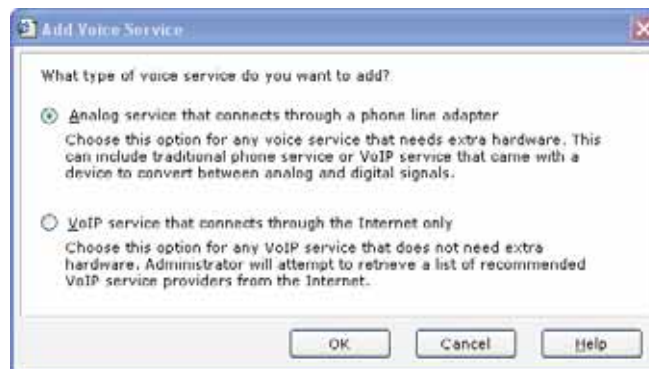 Add Voice Service
What type of voice service do you want to add?
Analog service that connects through a phone line adapter
Choose this option for any voice service that needs extra hardware. This
can include traditional phone service or VoIP service that came with a
device to convert between analog and digital signals.
VoIP service that connects through the Internet only
Choose this option for any VoIP service that does not need extra
hardware. Administrator will attempt to retrieve a list of recommended
VoIP service providers from the Internet.
OK Cancel Help